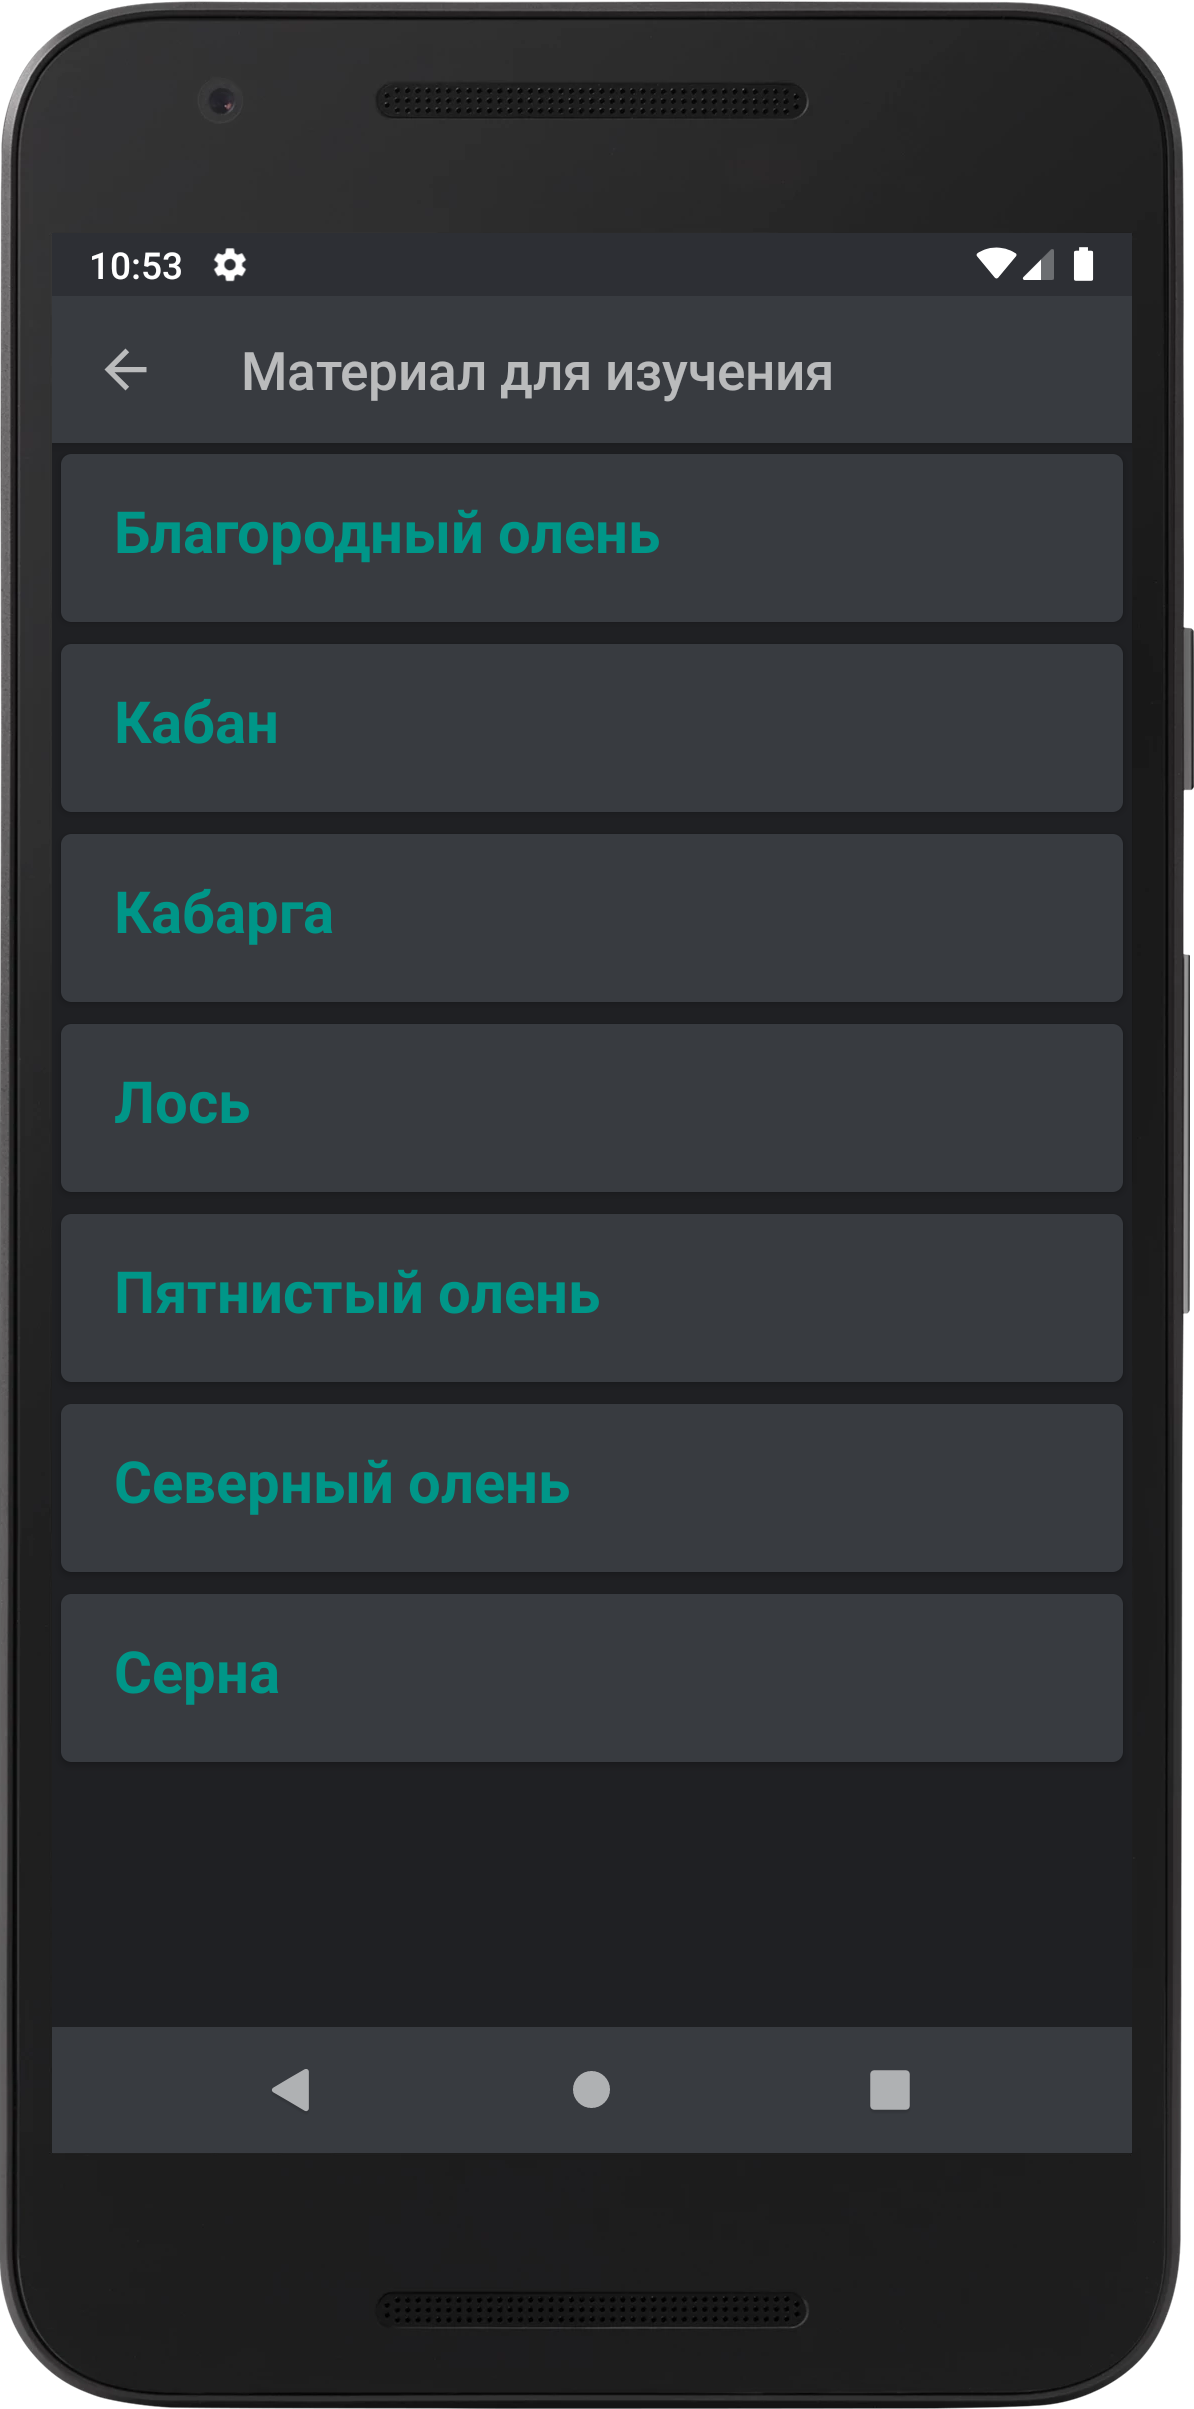 10:53
Материал для изучения
Благородный олень
Кабан
Кабарга
Лось
Пятнистый олень
Северный олень
Серна